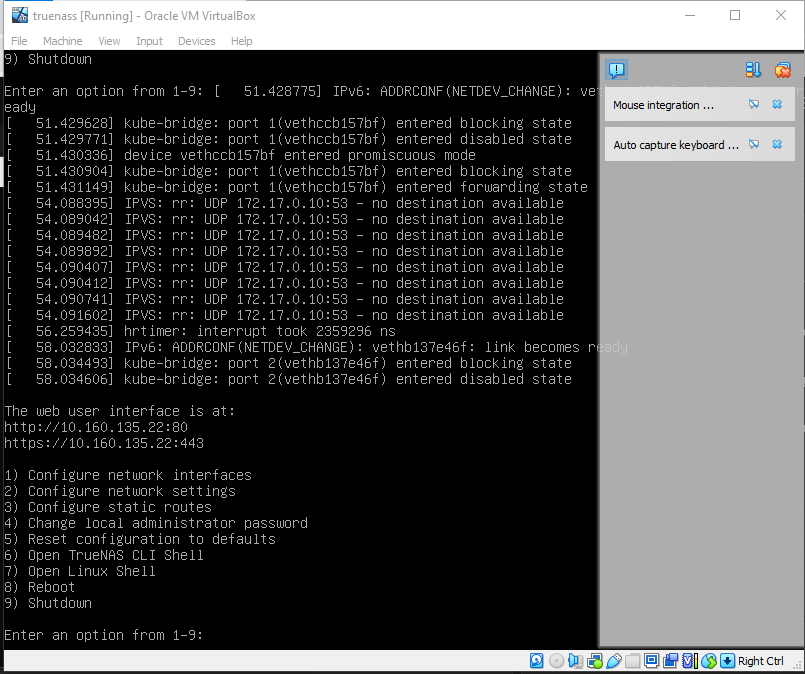 truenass [Running] - Oracle VM VirtualBox
File Machine View Input Devices Help
9) Shutdown
Enter an option from 1-9: [   51.428775] IPv6: ADDRCONF(NETDEV_CHANGE): vet
eady
[   51.429628] kube-bridge: port 1(vethccb157bf) entered blocking state
[   51.429771] kube-bridge: port 1(vethccb157bf) entered disabled state
[   51.430336] device vethccb157bf entered promiscuous mode
[   51.430904] kube-bridge: port 1(vethccb157bf) entered blocking state
[   51.431149] kube-bridge: port 1(vethccb157bf) entered forwarding state
[   54.088395] IPVS: rr: UDP 172.17.0.10:53 - no destination available
[   54.089042] IPVS: rr: UDP 172.17.0.10:53 - no destination available
[   54.089482] IPVS: rr: UDP 172.17.0.10:53 - no destination available
[   54.089892] IPVS: rr: UDP 172.17.0.10:53 - no destination available
[   54.090407] IPVS: rr: UDP 172.17.0.10:53 - no destination available
[   54.090412] IPVS: rr: UDP 172.17.0.10:53 - no destination available
[   54.090741] IPVS: rr: UDP 172.17.0.10:53 - no destination available
[   54.091602] IPVS: rr: UDP 172.17.0.10:53 - no destination available
[   56.259435] hrtimer: interrupt took 2359296 ns
[   58.032833] IPv6: ADDRCONF(NETDEV_CHANGE): vethb137e46f: link becomes ready
[   58.034493] kube-bridge: port 2(vethb137e46f) entered blocking state
[   58.034606] kube-bridge: port 2(vethb137e46f) entered disabled state
The web user interface is at:
http://10.160.135.22:80
https://10.160.135.22:443
1) Configure network interfaces
2) Configure network settings
3) Configure static routes
4) Change local administrator password
5) Reset configuration to defaults
6) Open TrueNAS CLI Shell
7) Open Linux Shell
8) Reboot
9) Shutdown
Enter an option from 1-9:
Mouse integration ...
Auto capture keyboard ...
Right Ctrl